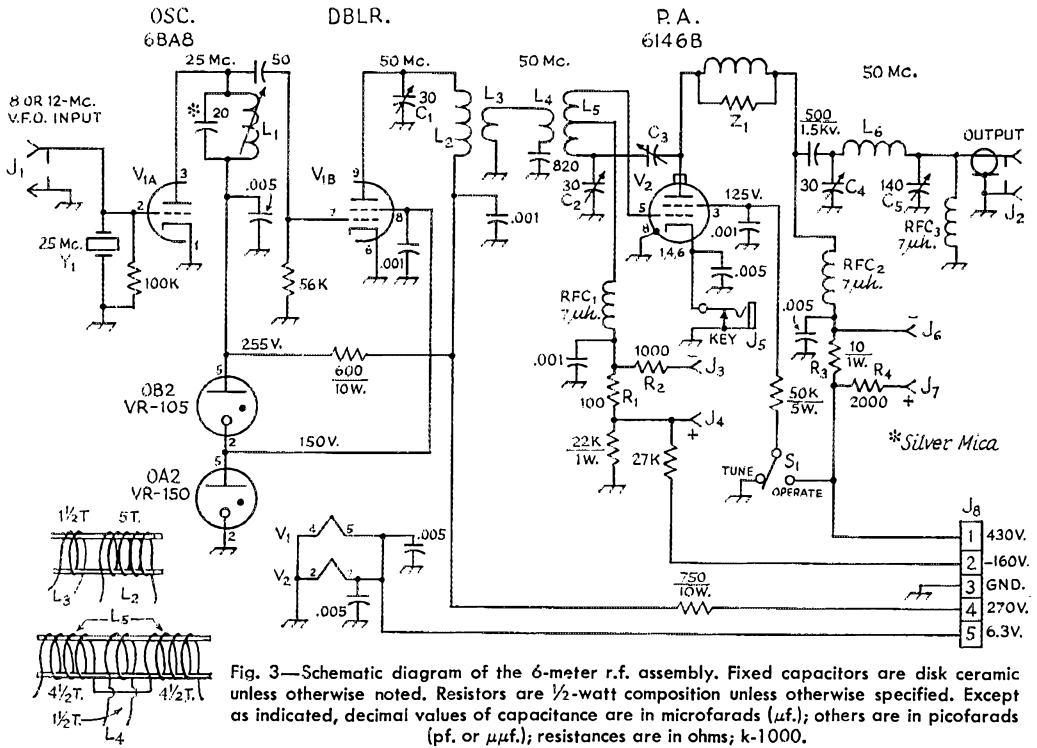 OSC.
6BA8
DBLR.
P.A.
6146B
25 Mc.
50
50 Mc.
50 Mc.
50 Mc.
8 OR 12-Mc.
V.F.O. INPUT
J1
*
20
L1
30
C1
L2
L3
L4
L5
C3
Z1
500
1.5KV.
L6
OUTPUT
J2
V1A
3
2
1
25 Mc.
Y1
100K
.005
56K
V1B
9
7
8
6
.001
.001
820
30
C2
V2
5
8
3
1,4,6
125V.
.001
.005
30
C4
140
C5
RFC3
7μh.
RFC1
7μh.
RFC2
7μh.
KEY
J5
.001
1000
R2
J3
-
100
R1
J4
+
22K
1W.
27K
50K
5W.
.005
J6
-
10
1W.
R3
R4
2000
J7
+
*Silver Mica
255V.
600
10W.
5
OB2
VR-105
2
150V.
5
OA2
VR-150
2
TUNE
S1
OPERATE
J8
1 430V.
2 -160V.
3 GND.
4 270V.
5 6.3V.
750
10W.
V1
4
5
.005
V2
2
7
.005
1½T.
5T.
L3
L2
L5
4½T.
4½T.
1½T.
L4
Fig. 3—Schematic diagram of the 6-meter r.f. assembly. Fixed capacitors are disk ceramic
unless otherwise noted. Resistors are ½-watt composition unless otherwise specified. Except
as indicated, decimal values of capacitance are in microfarads (μf.); others are in picofarads
(pf. or μμf.); resistances are in ohms; k-1000.